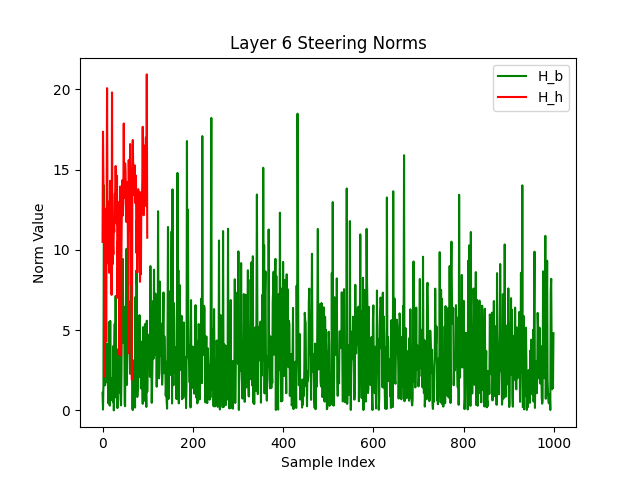 Layer 6 Steering Norms
H_b
H_h
Norm Value
20
15
10
5
0
0 200 400 600 800 1000
Sample Index